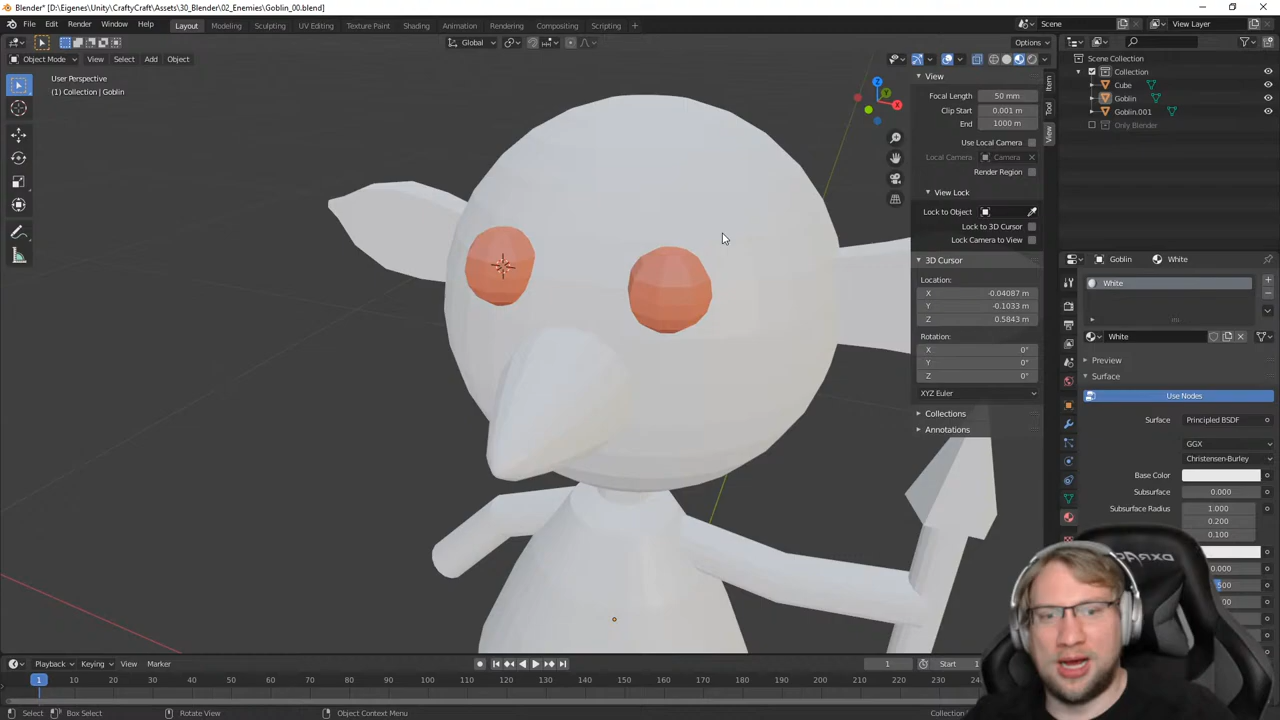 Blender* [D:\Eigenes\Unity\CraftyCraft\Assets\30_Blender\02_Enemies\Goblin_00.blend]
File Edit Render Window Help Layout Modeling Sculpting UV Editing Texture Paint Shading Animation Rendering Compositing Scripting + Scene View Layer
Global Options
Object Mode View Select Add Object
User Perspective
(1) Collection | Goblin
X
Y
Z
View
Focal Length 50 mm
Clip Start 0.001 m
End 1000 m
Use Local Camera
Local Camera Camera
Render Region
View Lock
Lock to Object
Lock to 3D Cursor
Lock Camera to View
3D Cursor
Location:
X -0.04087 m
Y -0.1033 m
Z 0.5843 m
Rotation:
X 0°
Y 0°
Z 0°
XYZ Euler
Collections
Annotations
Item
Tool
View
Scene Collection
Collection
Cube
Goblin
Goblin.001
Only Blender
Goblin White
White
White
Preview
Surface
Use Nodes
Surface Principled BSDF
GGX
Christensen-Burley
Base Color
Subsurface 0.000
Subsurface Radius 1.000
0.200
0.100
0.000
500
DXRACER
Playback Keying View Marker 1 Start
1 10 20 30 40 50 60 70 80 90 100 110 120 130 140 150 160 170 180 190 200 210 220 230 240
Select Box Select Rotate View Object Context Menu